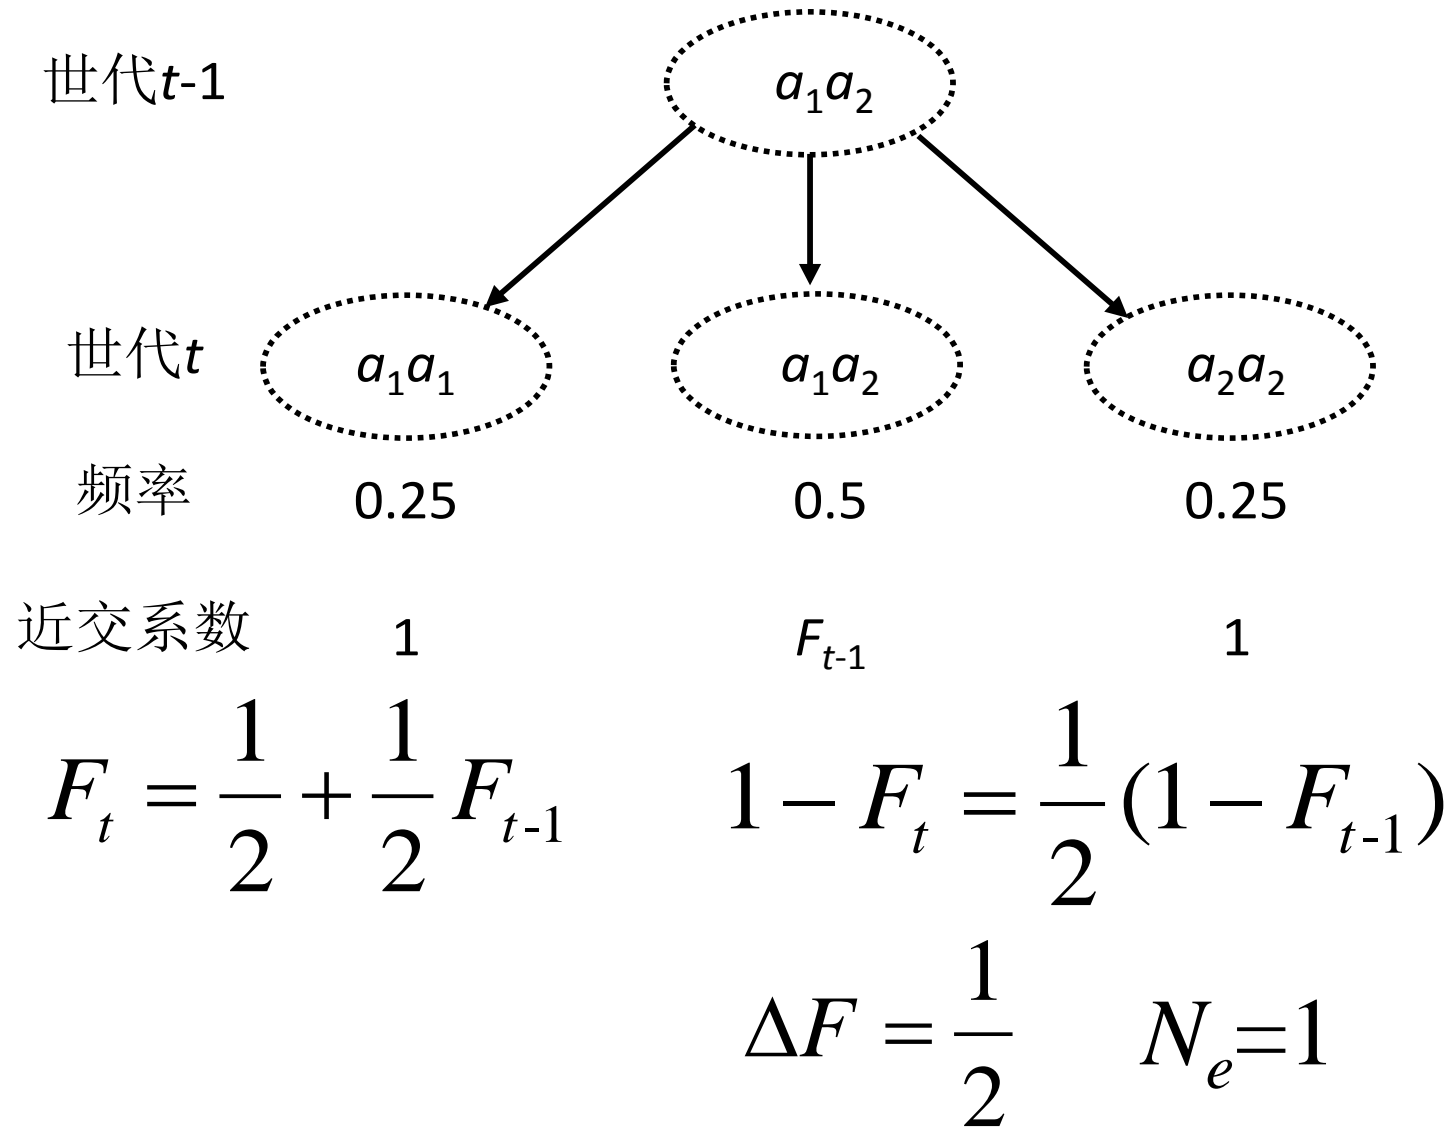 世代t-1
a₁a₂
世代t
a₁a₁ a₁a₂ a₂a₂
频率 0.25 0.5 0.25
近交系数 1 Fₜ₋₁ 1
Fₜ = 1/2 + 1/2 Fₜ₋₁
1 − Fₜ = 1/2 (1 − Fₜ₋₁)
ΔF = 1/2 Nₑ=1